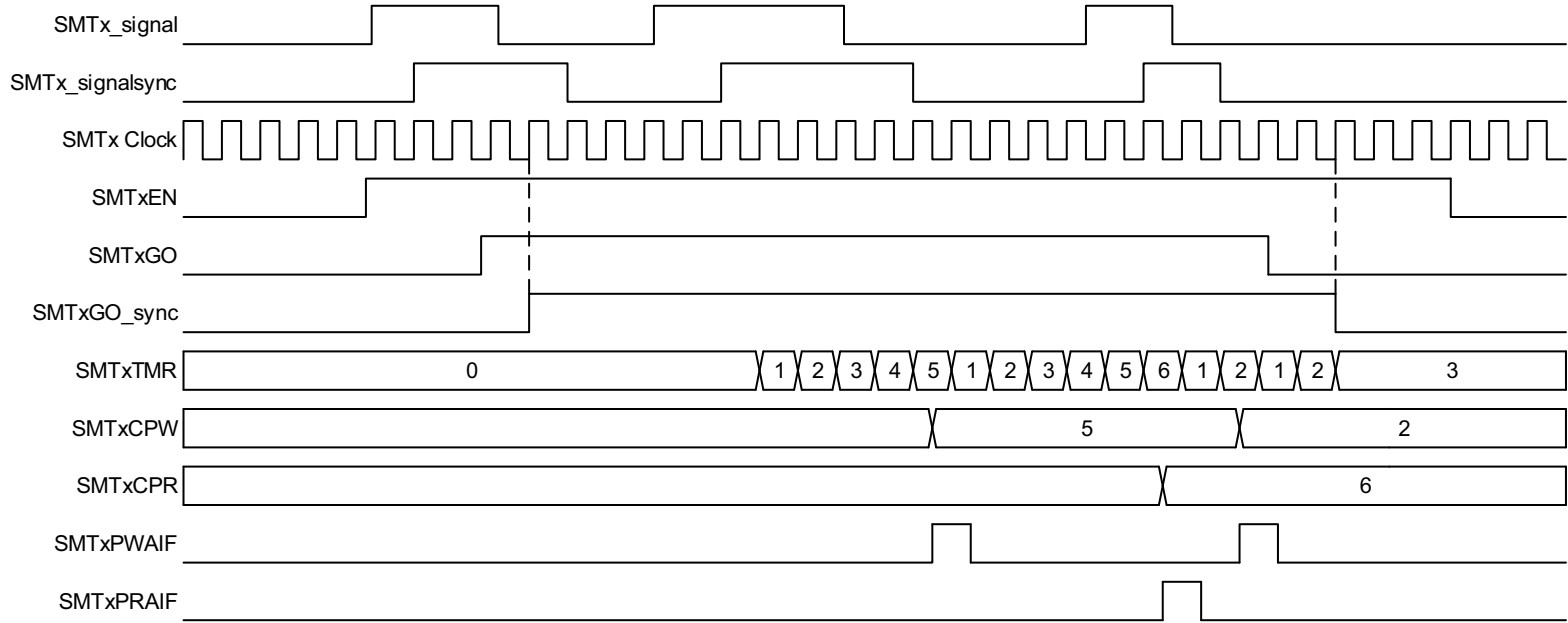 SMTx_signal
SMTx_signalsync
SMTx Clock
SMTxEN
SMTxGO
SMTxGO_sync
SMTxTMR 0 1 2 3 4 5 1 2 3 4 5 6 1 2 1 2 3
SMTxCPW 5 2
SMTxCPR 6
SMTxPWAIF
SMTxPRAIF